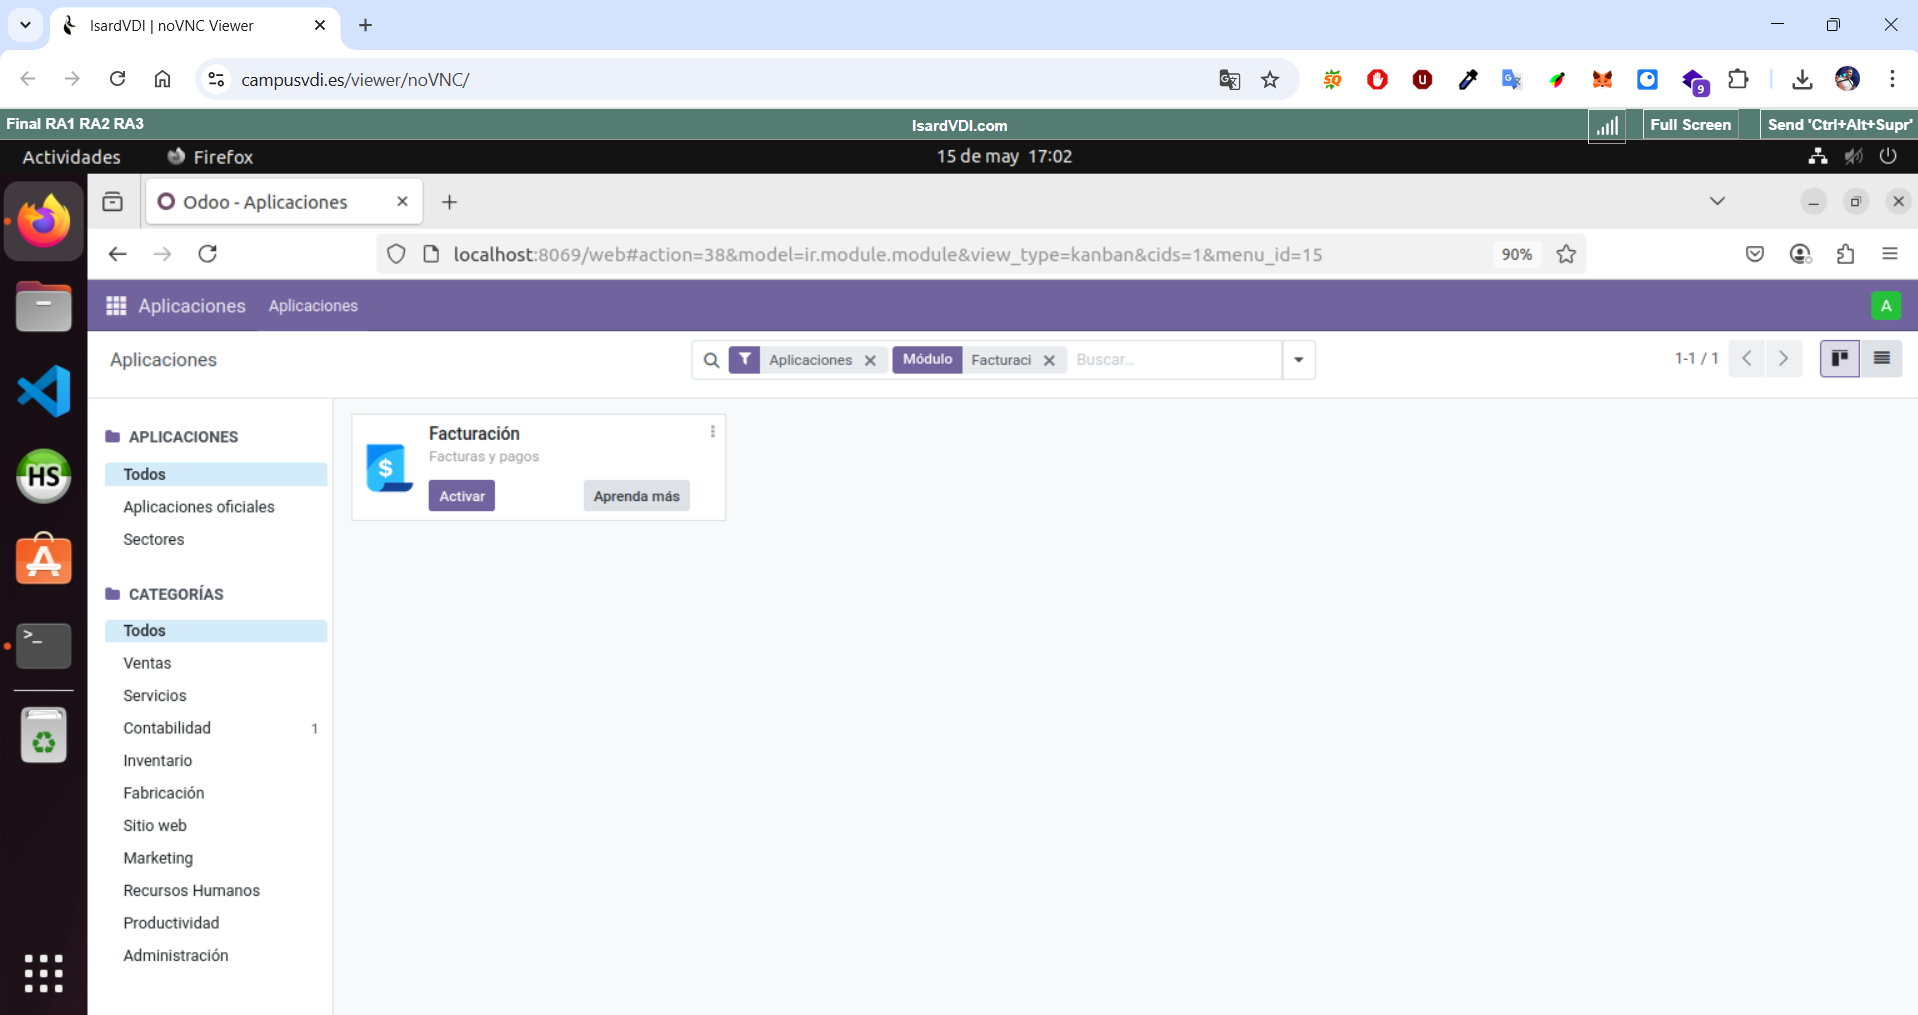 IsardVDI | noVNC Viewer
campusvdi.es/viewer/noVNC/
9
Final RA1 RA2 RA3
IsardVDI.com
Full Screen
Send 'Ctrl+Alt+Supr'
Actividades
Firefox
15 de may 17:02
Odoo - Aplicaciones
localhost:8069/web#action=38&model=ir.module.module&view_type=kanban&cids=1&menu_id=15
90%
Aplicaciones
Aplicaciones
A
Aplicaciones
Aplicaciones
Módulo
Facturaci
Buscar...
1-1 / 1
APLICACIONES
Todos
Aplicaciones oficiales
Sectores
CATEGORÍAS
Todos
Ventas
Servicios
Contabilidad 1
Inventario
Fabricación
Sitio web
Marketing
Recursos Humanos
Productividad
Administración
Facturación
Facturas y pagos
Activar
Aprenda más
HS